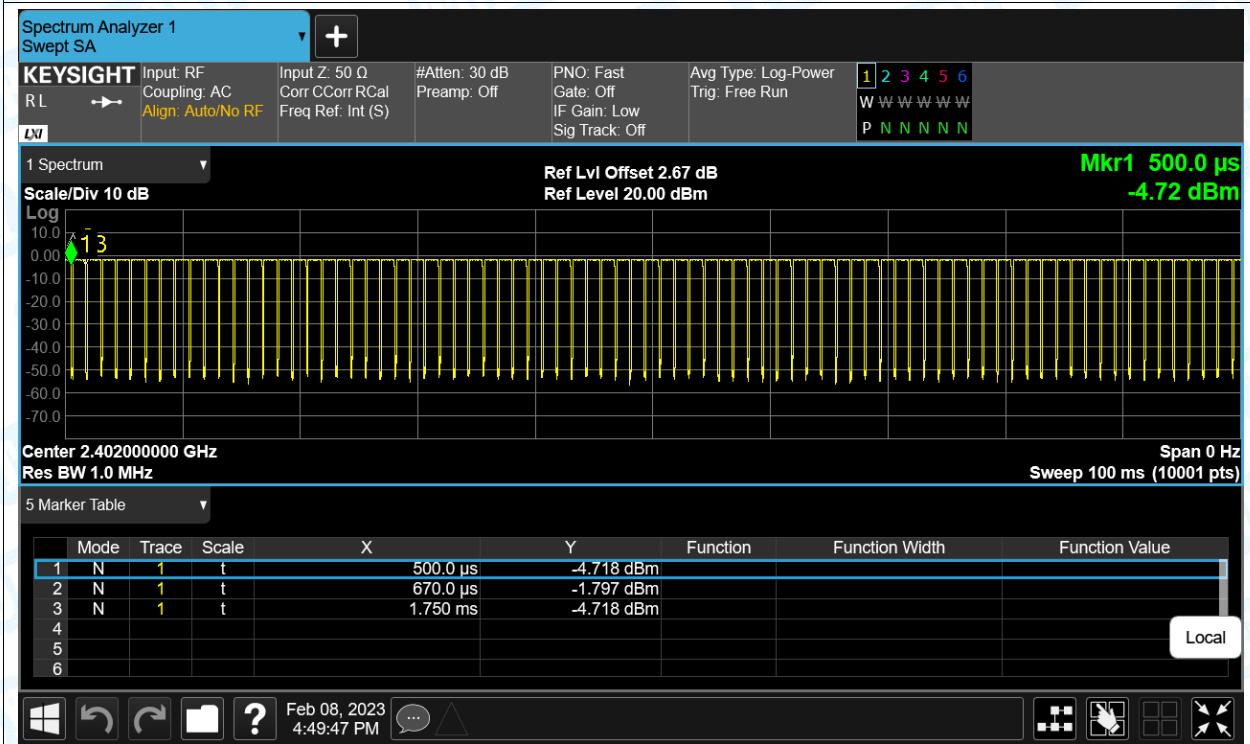 Spectrum Analyzer 1
Swept SA
KEYSIGHT Input: RF Input Z: 50 Ω #Atten: 30 dB PNO: Fast Avg Type: Log-Power 1 2 3 4 5 6
R L Coupling: AC Corr CCorr RCal Preamp: Off Gate: Off Trig: Free Run W W W W W W
Align: Auto/No RF Freq Ref: Int (S) IF Gain: Low
LXI Sig Track: Off P N N N N N
1 Spectrum
Ref Lvl Offset 2.67 dB Mkr1 500.0 µs
Scale/Div 10 dB Ref Level 20.00 dBm -4.72 dBm
Log
10.0
1 3
0.00
-10.0
-20.0
-30.0
-40.0
-50.0
-60.0
-70.0
Center 2.402000000 GHz Span 0 Hz
Res BW 1.0 MHz Sweep 100 ms (10001 pts)
5 Marker Table
Mode Trace Scale X Y Function Function Width Function Value
1 N 1 t 500.0 µs -4.718 dBm
2 N 1 t 670.0 µs -1.797 dBm
3 N 1 t 1.750 ms -4.718 dBm
4
5
6
Local
? Feb 08, 2023
4:49:47 PM